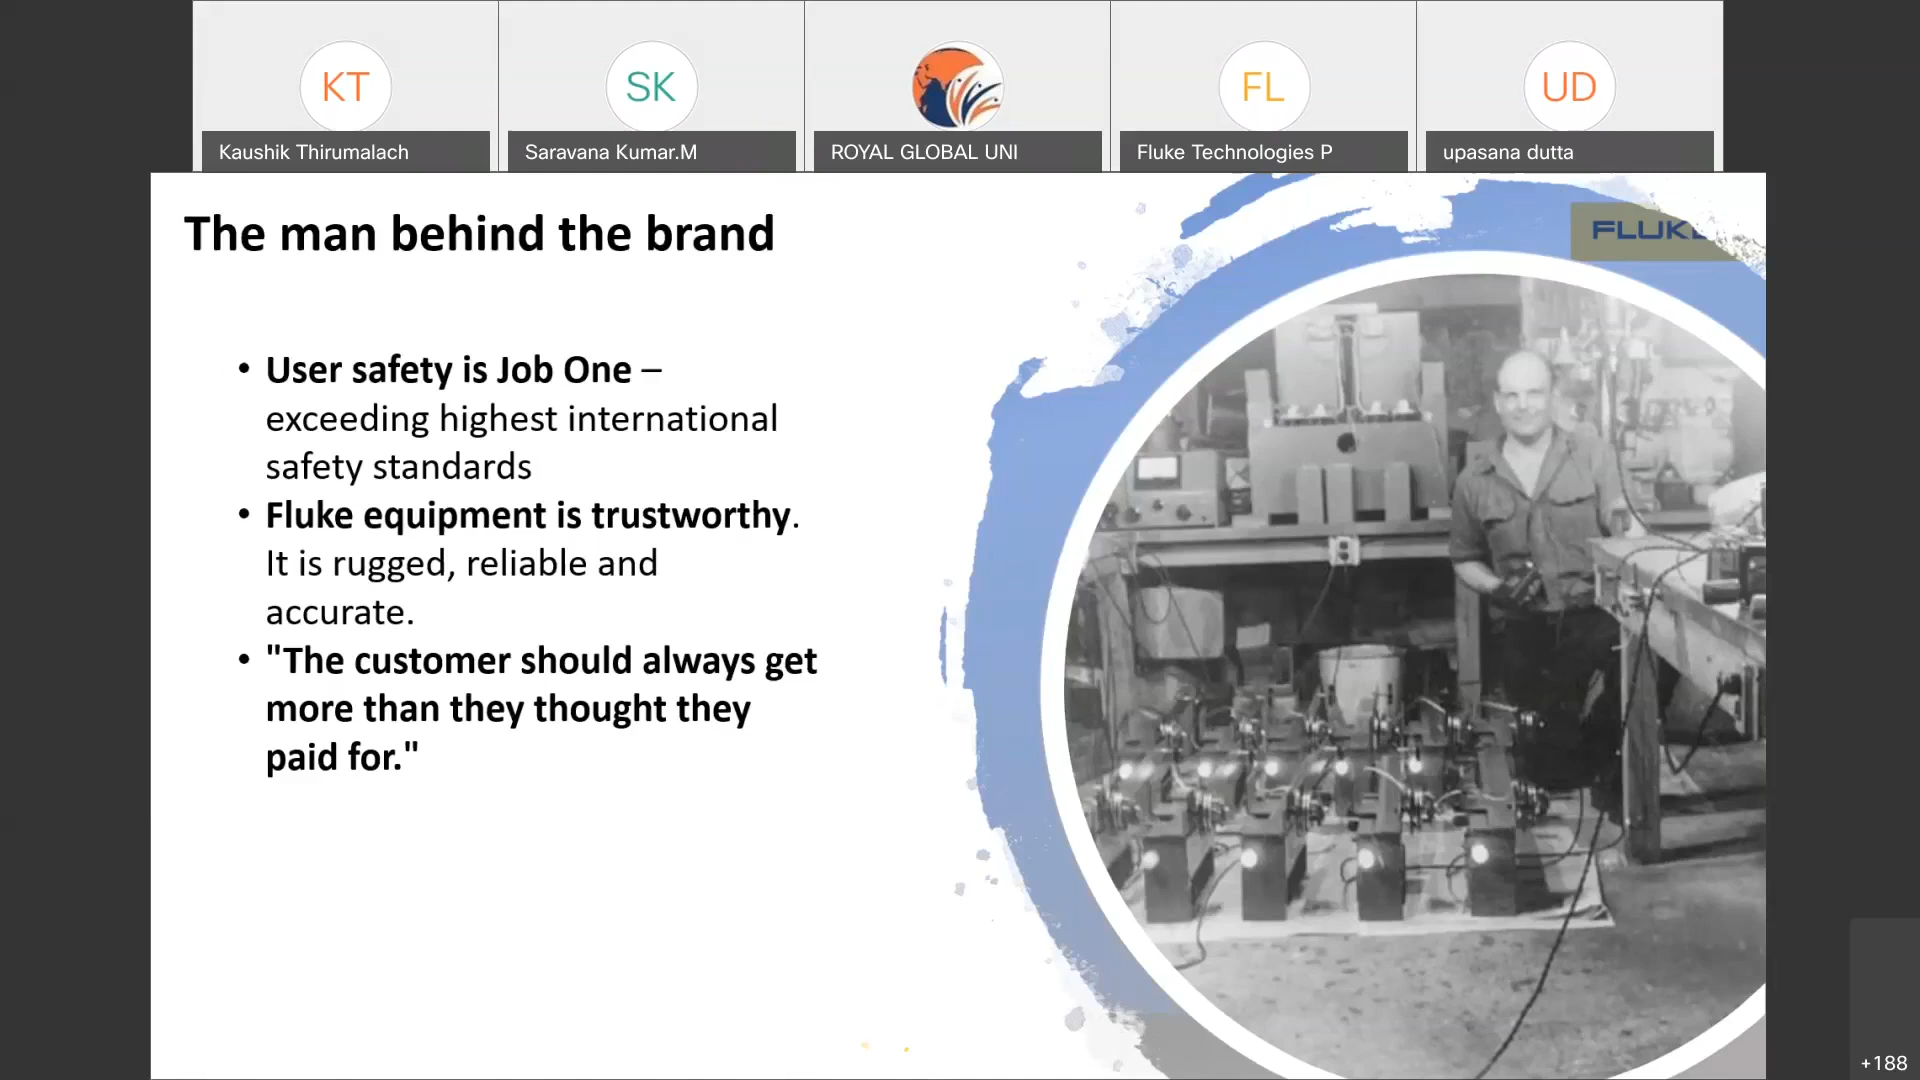 KT
SK
FL
UD
Kaushik Thirumalach
Saravana Kumar.M
ROYAL GLOBAL UNI
Fluke Technologies P
upasana dutta
The man behind the brand
FLUKE
• User safety is Job One –
exceeding highest international
safety standards
• Fluke equipment is trustworthy.
It is rugged, reliable and
accurate.
• "The customer should always get
more than they thought they
paid for."
+188